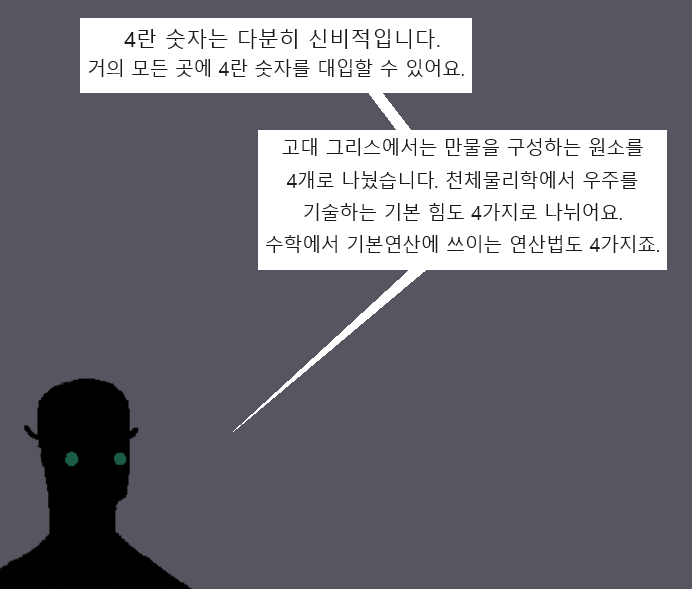 4란 숫자는 다분히 신비적입니다.
거의 모든 곳에 4란 숫자를 대입할 수 있어요.
고대 그리스에서는 만물을 구성하는 원소를
4개로 나눴습니다. 천체물리학에서 우주를
기술하는 기본 힘도 4가지로 나뉘어요.
수학에서 기본연산에 쓰이는 연산법도 4가지죠.